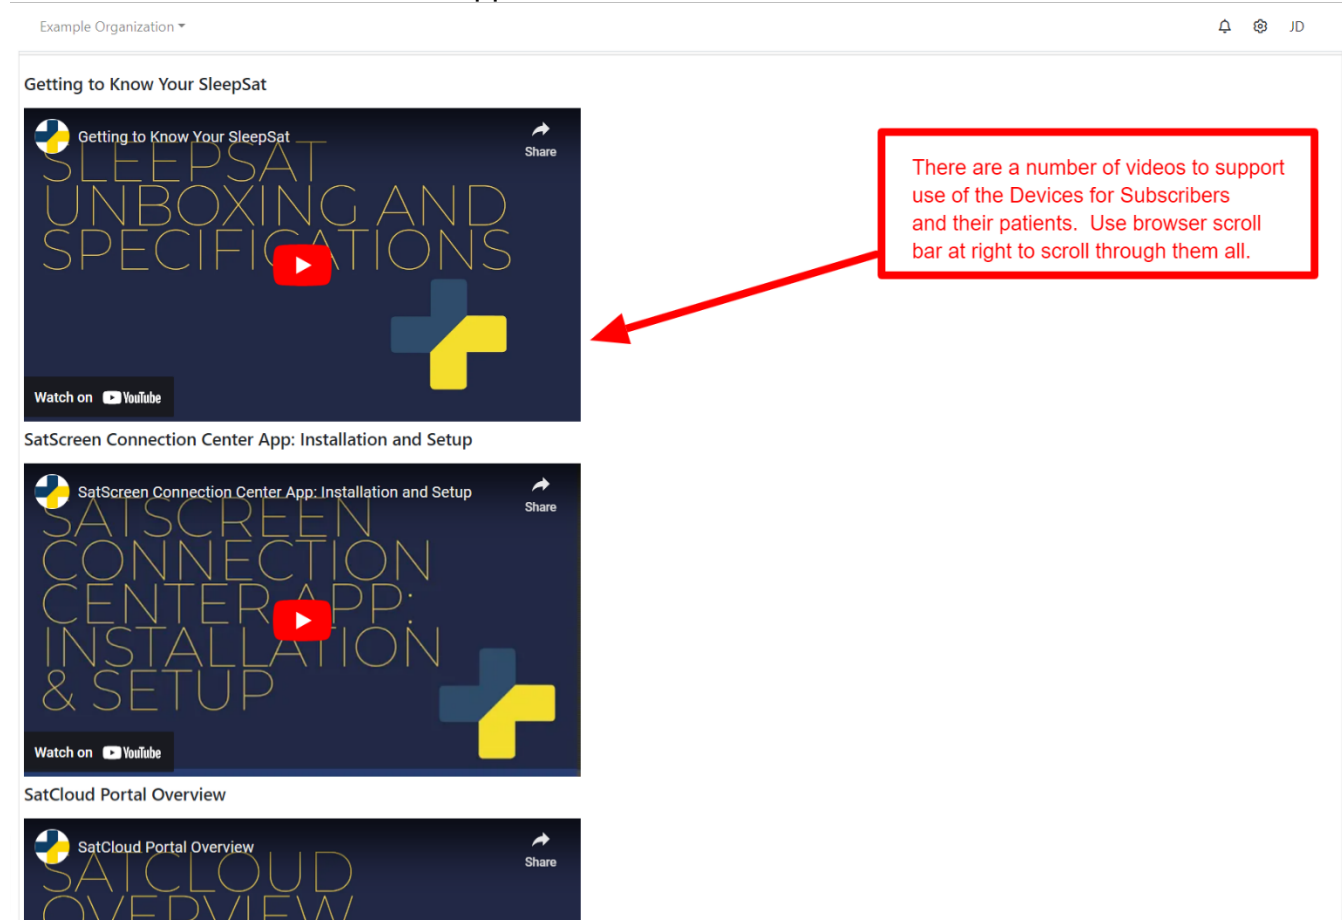 Example Organization
JD
Getting to Know Your SleepSat
Getting to Know Your SleepSat
Share
SLEEPSAT
UNBOXING AND
SPECIFICATIONS
Watch on YouTube
There are a number of videos to support
use of the Devices for Subscribers
and their patients. Use browser scroll
bar at right to scroll through them all.
SatScreen Connection Center App: Installation and Setup
SatScreen Connection Center App: Installation and Setup
Share
SATSCREEN
CONNECTION
CENTER APP:
INSTALLATION
& SETUP
Watch on YouTube
SatCloud Portal Overview
SatCloud Portal Overview
Share
SATCLOUD
OVERVIEW